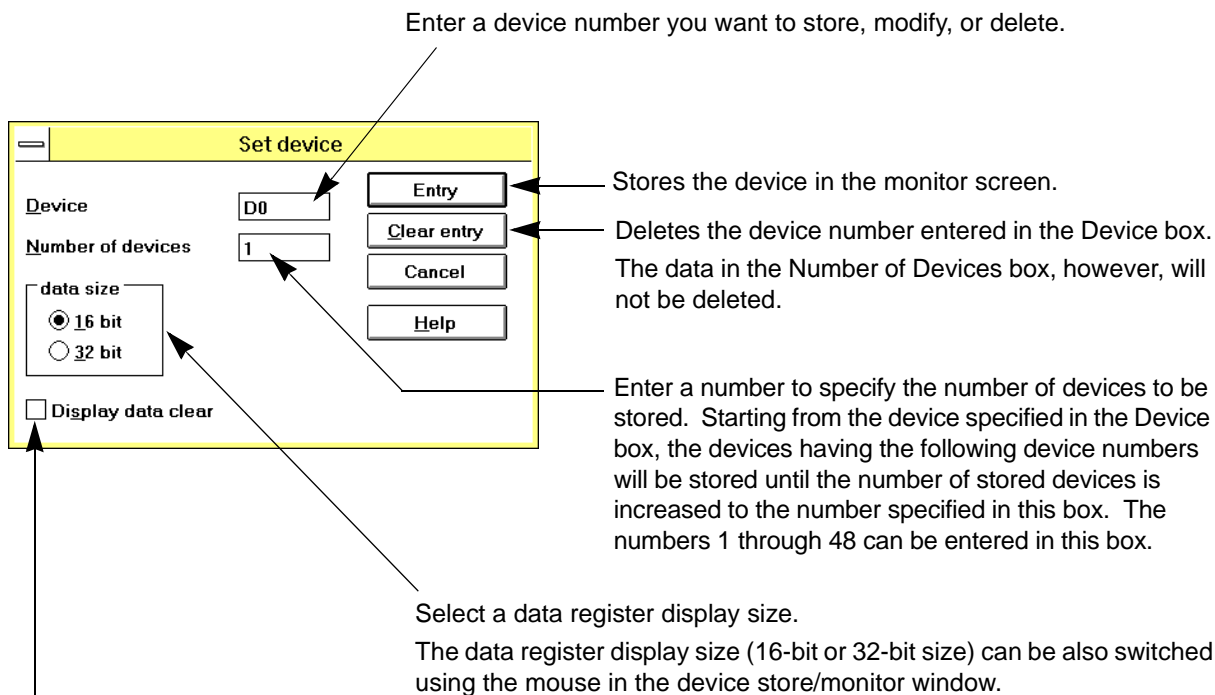 Enter a device number you want to store, modify, or delete.
Set device
Device
D0
Number of devices
1
data size
16 bit
32 bit
Display data clear
Entry
Clear entry
Cancel
Help
Stores the device in the monitor screen.
Deletes the device number entered in the Device box.
The data in the Number of Devices box, however, will
not be deleted.
Enter a number to specify the number of devices to be
stored. Starting from the device specified in the Device
box, the devices having the following device numbers
will be stored until the number of stored devices is
increased to the number specified in this box. The
numbers 1 through 48 can be entered in this box.
Select a data register display size.
The data register display size (16-bit or 32-bit size) can be also switched
using the mouse in the device store/monitor window.